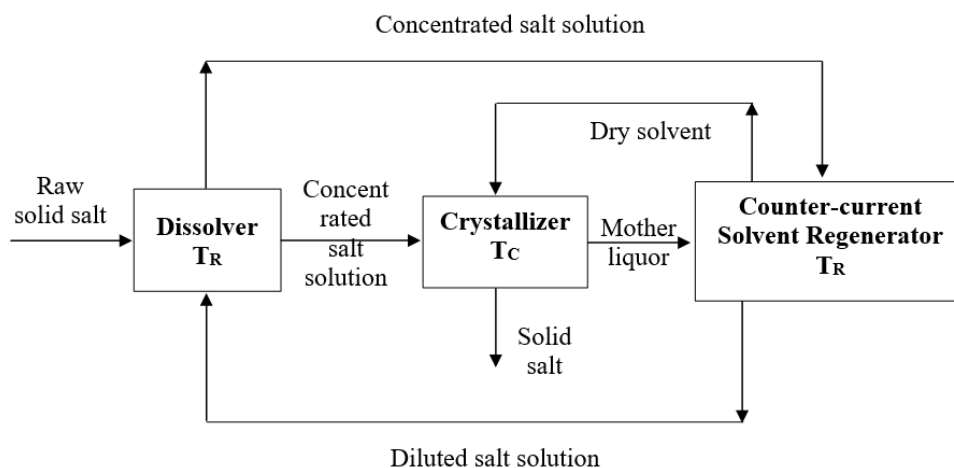 Concentrated salt solution
Dry solvent
Raw
solid salt
Dissolver
TR
Concent
rated
salt
solution
Crystallizer
TC
Mother
liquor
Counter-current
Solvent Regenerator
TR
Solid
salt
Diluted salt solution